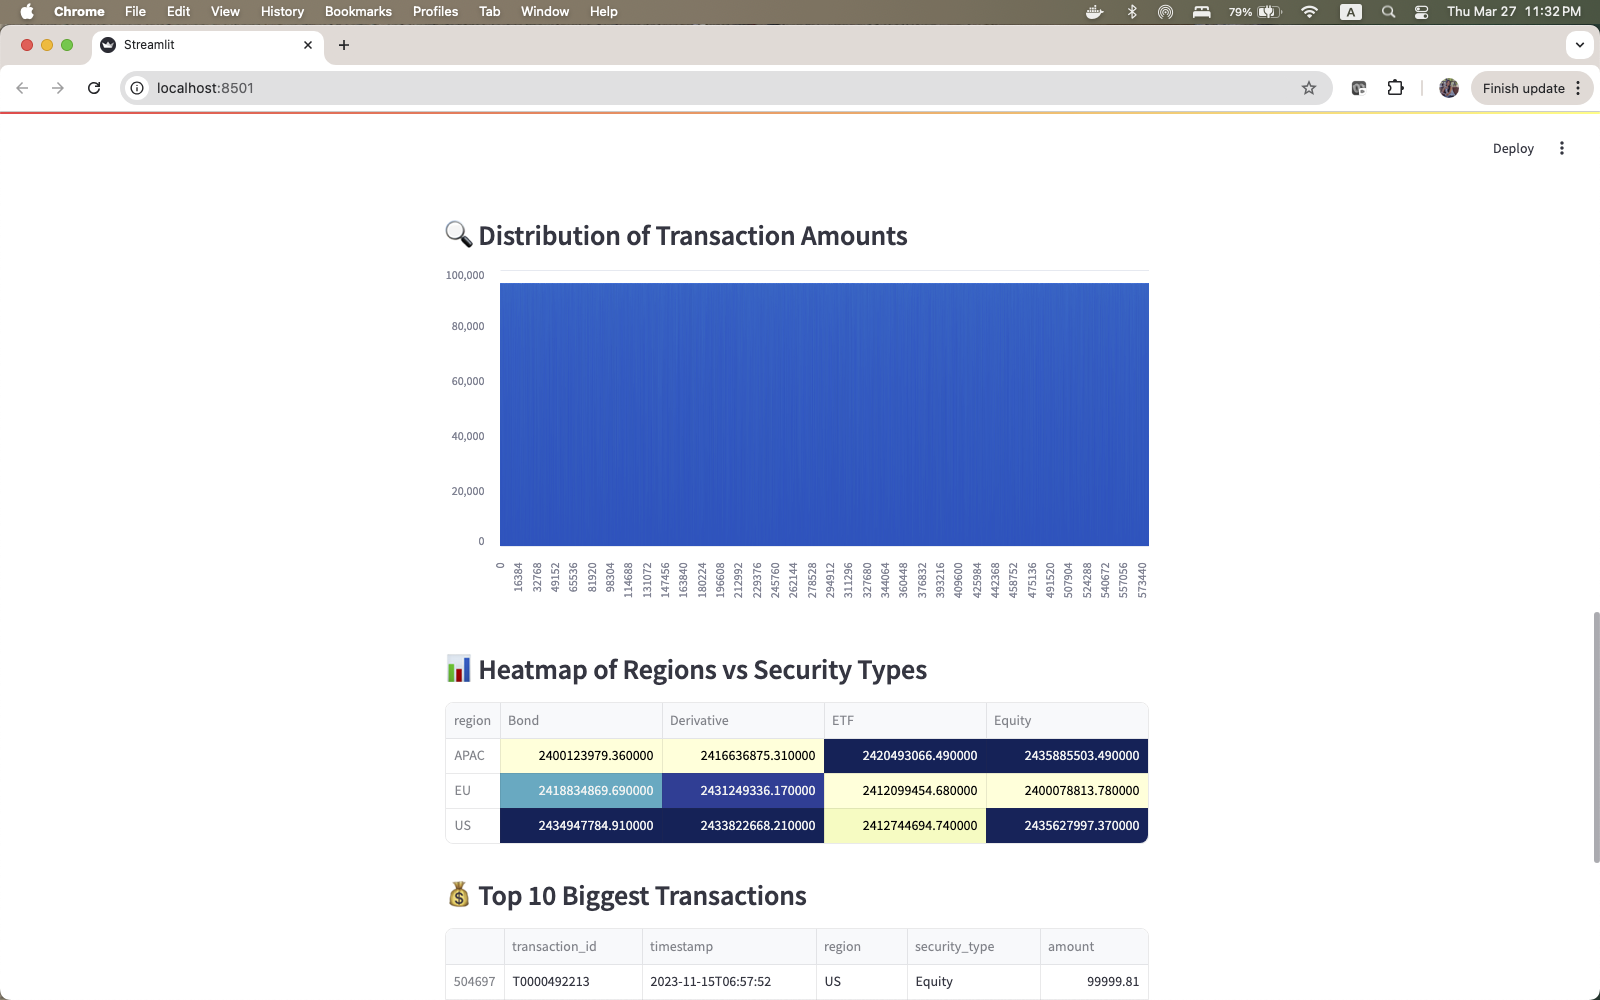 Chrome File Edit View History Bookmarks Profiles Tab Window Help 79% A Thu Mar 27 11:32 PM
Streamlit
localhost:8501 Finish update
Deploy
🔍 Distribution of Transaction Amounts
100,000
80,000
60,000
40,000
20,000
0
0 16384 32768 49152 65536 81920 98304 114688 131072 147456 163840 180224 196608 212992 229376 245760 262144 278528 294912 311296 327680 344064 360448 376832 393216 409600 425984 442368 458752 475136 491520 507904 524288 540672 557056 573440
📊 Heatmap of Regions vs Security Types
region Bond Derivative ETF Equity
APAC 2400123979.360000 2416636875.310000 2420493066.490000 2435885503.490000
EU 2418834869.690000 2431249336.170000 2412099454.680000 2400078813.780000
US 2434947784.910000 2433822668.210000 2412744694.740000 2435627997.370000
💰 Top 10 Biggest Transactions
transaction_id timestamp region security_type amount
504697 T0000492213 2023-11-15T06:57:52 US Equity 99999.81